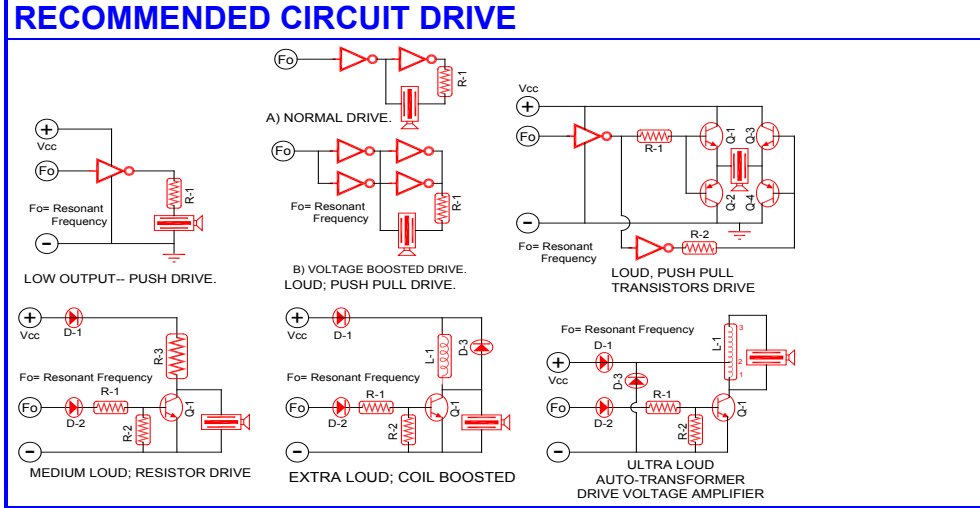 RECOMMENDED CIRCUIT DRIVE
+
Vcc
Fo
R-1
Fo= Resonant
Frequency
−
LOW OUTPUT-- PUSH DRIVE.
Fo
R-1
A) NORMAL DRIVE.
Fo
Fo= Resonant
Frequency
R-1
B) VOLTAGE BOOSTED DRIVE.
LOUD; PUSH PULL DRIVE.
Vcc
+
Fo
R-1
Q-1
Q-3
Q-2
Q-4
−
R-2
Fo= Resonant
Frequency
LOUD, PUSH PULL
TRANSISTORS DRIVE
+
Vcc
D-1
R-3
Fo= Resonant Frequency
Fo
D-2
R-1
R-2
Q-1
−
MEDIUM LOUD; RESISTOR DRIVE
+
Vcc
D-1
L-1
D-3
Fo= Resonant Frequency
Fo
D-2
R-1
R-2
Q-1
−
EXTRA LOUD; COIL BOOSTED
Fo= Resonant Frequency
D-1
+
Vcc
D-3
L-1
3
2
1
Fo
D-2
R-1
R-2
Q-1
−
ULTRA LOUD
AUTO-TRANSFORMER
DRIVE VOLTAGE AMPLIFIER